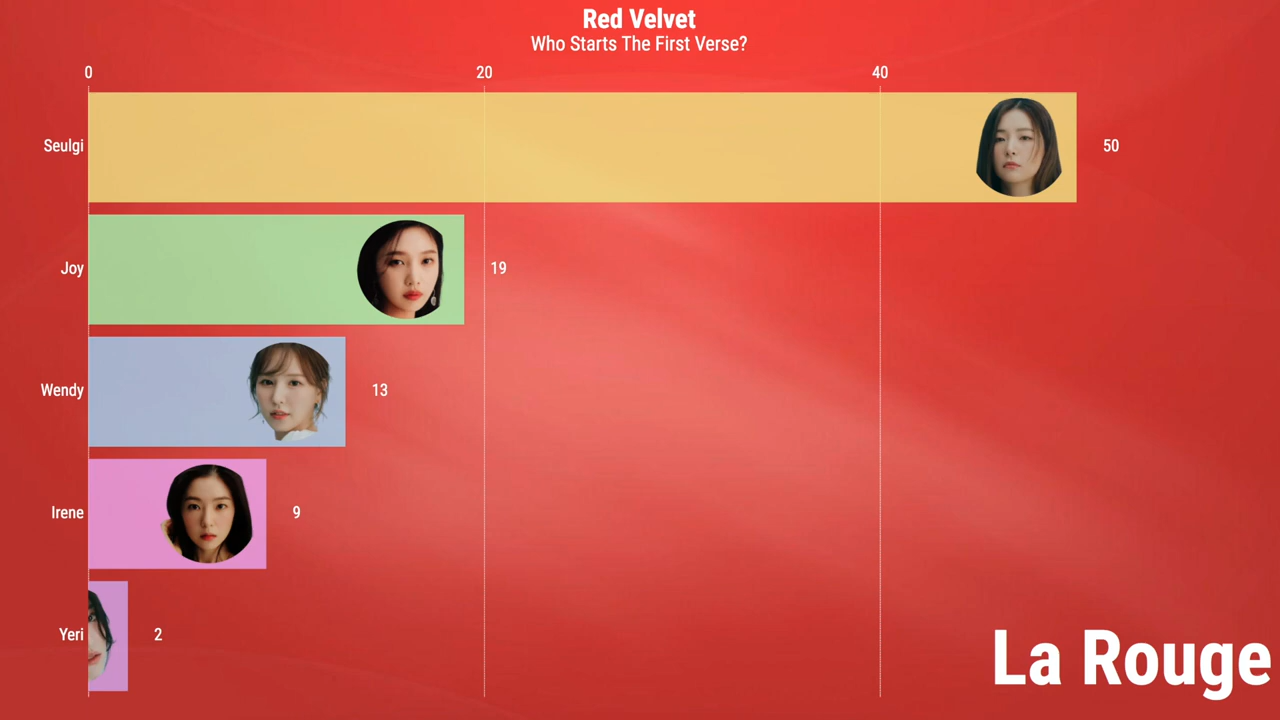 Red Velvet
Who Starts The First Verse?
0 20 40
Seulgi 50
Joy 19
Wendy 13
Irene 9
Yeri 2
La Rouge